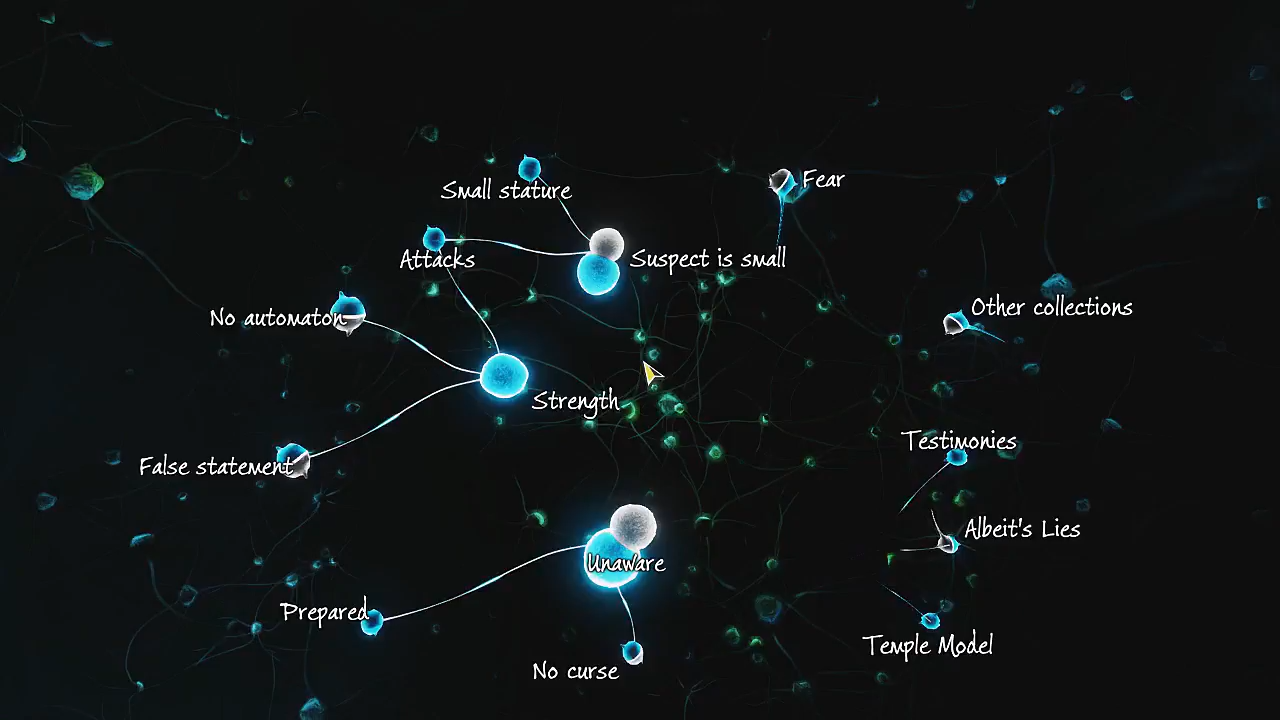 Fear
Small stature
Attacks
Suspect is small
Other collections
No automaton
Strength
Testimonies
False statement
Albeit's Lies
Unaware
Prepared
Temple Model
No curse